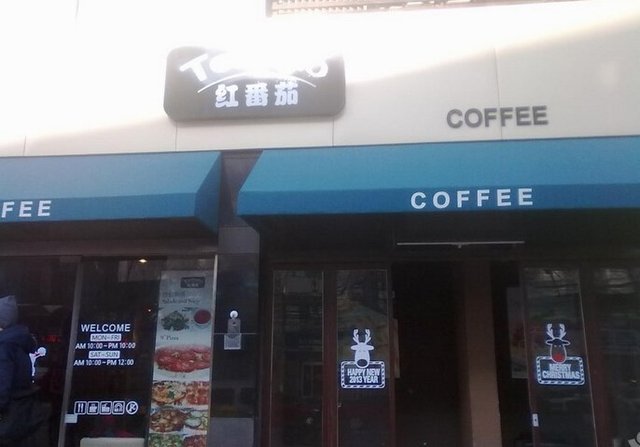 红番茄
COFFEE
FEE
COFFEE
WELCOME
MON~FRI
AM 10:00 ~ PM 10:00
SAT~SUN
AM 10:00 ~ PM 12:00
HAPPY NEW
2013 YEAR
MERRY
CHRISTMAS